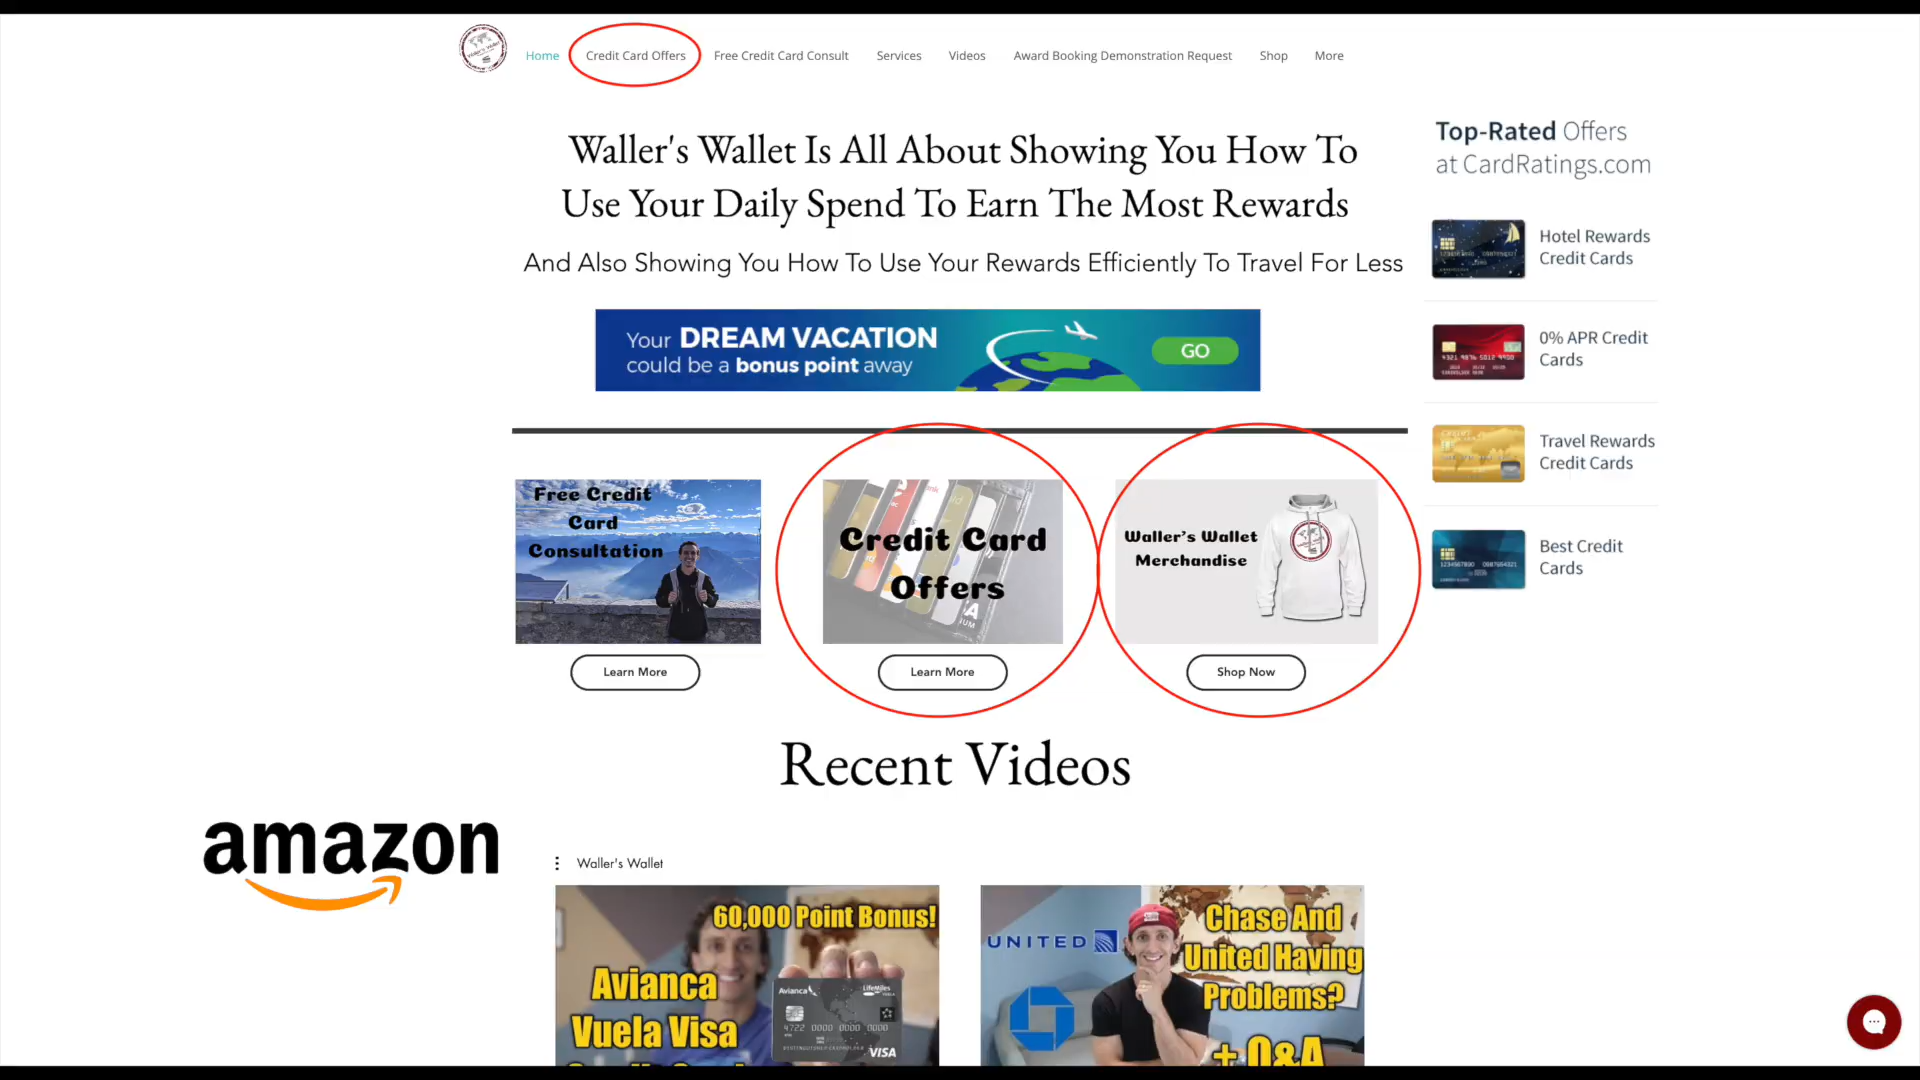 Home
Credit Card Offers
Free Credit Card Consult
Services
Videos
Award Booking Demonstration Request
Shop
More
Waller's Wallet Is All About Showing You How To
Use Your Daily Spend To Earn The Most Rewards
And Also Showing You How To Use Your Rewards Efficiently To Travel For Less
Your DREAM VACATION
could be a bonus point away
GO
Top-Rated Offers
at CardRatings.com
Hotel Rewards
Credit Cards
0% APR Credit
Cards
Travel Rewards
Credit Cards
Best Credit
Cards
Free Credit
Card
Consultation
Learn More
Credit Card
Offers
Learn More
Waller's Wallet
Merchandise
Shop Now
Recent Videos
amazon
Waller's Wallet
60,000 Point Bonus!
Avianca
Vuela Visa
Avianca
LifeMiles
4722 0000 0000 0000
VISA
UNITED
Chase And
United Having
Problems?
+ Q&A